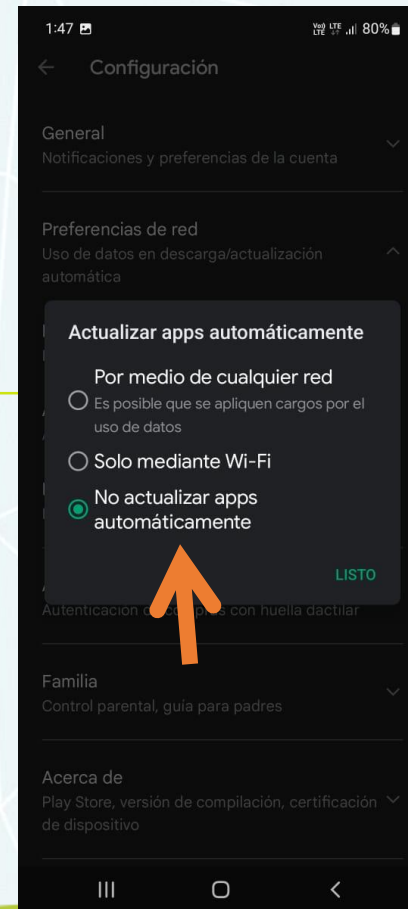 1:47
Vo)) LTE
LTE
80%
Configuración
General
Notificaciones y preferencias de la cuenta
Preferencias de red
Uso de datos en descarga/actualización
automática
Actualizar apps automáticamente
Por medio de cualquier red
Es posible que se apliquen cargos por el
uso de datos
Solo mediante Wi-Fi
No actualizar apps
automáticamente
LISTO
Autenticación con huella dactilar
Familia
Control parental, guía para padres
Acerca de
Play Store, versión de compilación, certificación
de dispositivo